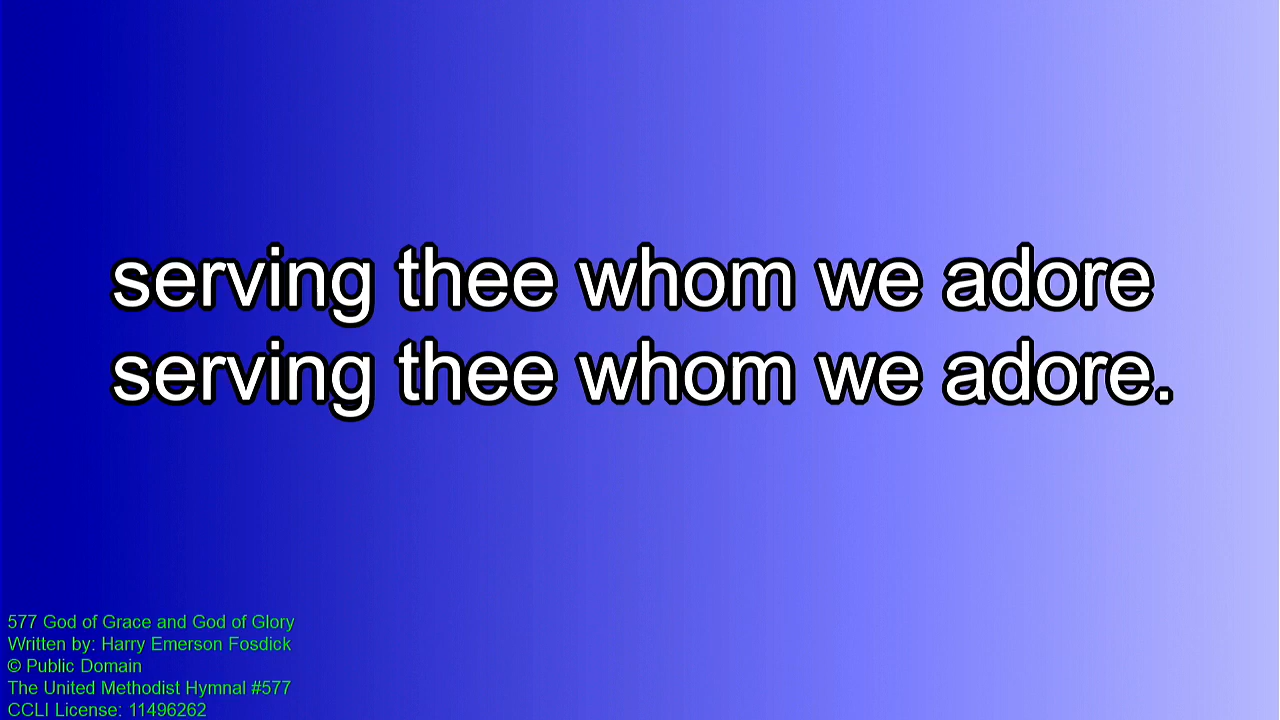 serving thee whom we adore
serving thee whom we adore.
577 God of Grace and God of Glory
Written by: Harry Emerson Fosdick
© Public Domain
The United Methodist Hymnal #577
CCLI License: 11496262